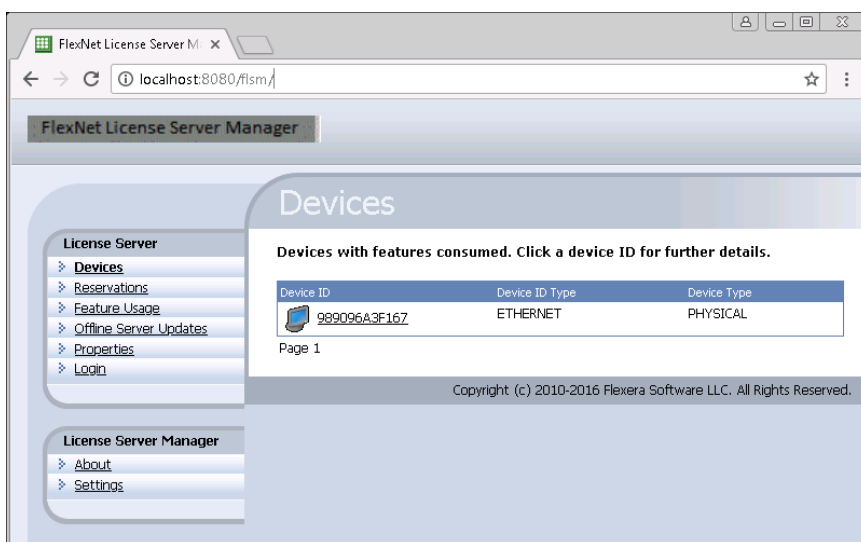 FlexNet License Server M
localhost:8080/flsm/
FlexNet License Server Manager
Devices
License Server
Devices
Reservations
Feature Usage
Offline Server Updates
Properties
Login
Devices with features consumed. Click a device ID for further details.
Device ID Device ID Type Device Type
989096A3F167 ETHERNET PHYSICAL
Page 1
Copyright (c) 2010-2016 Flexera Software LLC. All Rights Reserved.
License Server Manager
About
Settings